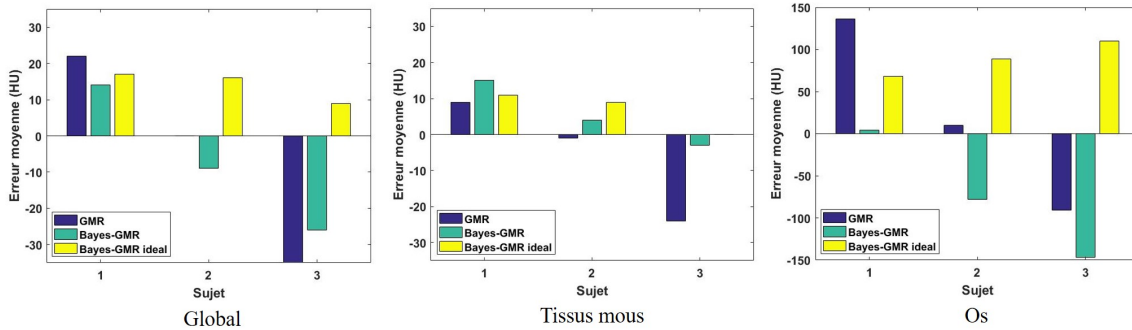 30
20
10
0
-10
-20
-30
Erreur moyenne (HU)
GMR
Bayes-GMR
Bayes-GMR ideal
1
2
3
Sujet
Global
30
20
10
0
-10
-20
-30
Erreur moyenne (HU)
GMR
Bayes-GMR
Bayes-GMR ideal
1
2
3
Sujet
Tissus mous
150
100
50
0
-50
-100
-150
Erreur moyenne (HU)
GMR
Bayes-GMR
Bayes-GMR ideal
1
2
3
Sujet
Os